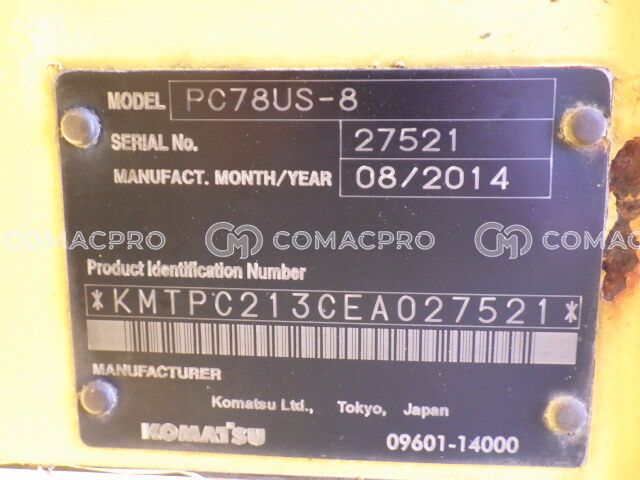 MODEL PC78US-8
SERIAL No. 27521
MANUFACT. MONTH/YEAR 08/2014
COMACPRO COMACPRO COMACPRO
Product Identification Number
*KMTPC213CEA027521*
MANUFACTURER
Komatsu Ltd., Tokyo, Japan
KOMATSU 09601-14000